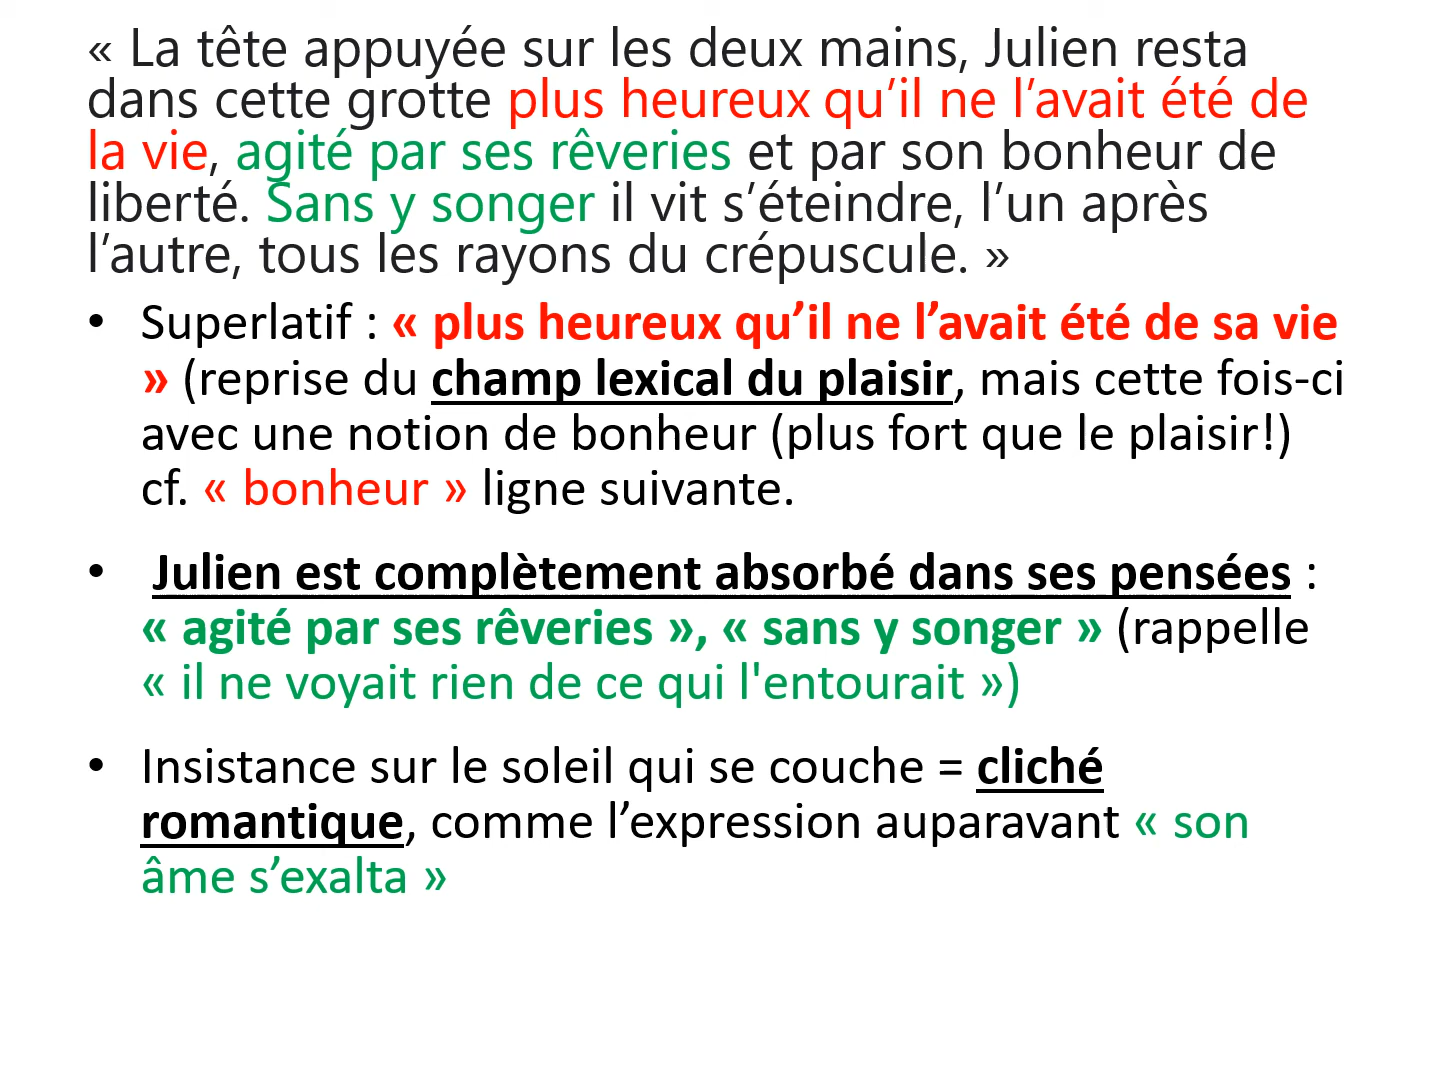 « La tête appuyée sur les deux mains, Julien resta
dans cette grotte plus heureux qu’il ne l’avait été de
la vie, agité par ses rêveries et par son bonheur de
liberté. Sans y songer il vit s’éteindre, l’un après
l’autre, tous les rayons du crépuscule. »
• Superlatif : « plus heureux qu’il ne l’avait été de sa vie
» (reprise du champ lexical du plaisir, mais cette fois-ci
avec une notion de bonheur (plus fort que le plaisir!)
cf. « bonheur » ligne suivante.
• Julien est complètement absorbé dans ses pensées :
« agité par ses rêveries », « sans y songer » (rappelle
« il ne voyait rien de ce qui l'entourait »)
• Insistance sur le soleil qui se couche = cliché
romantique, comme l’expression auparavant « son
âme s’exalta »